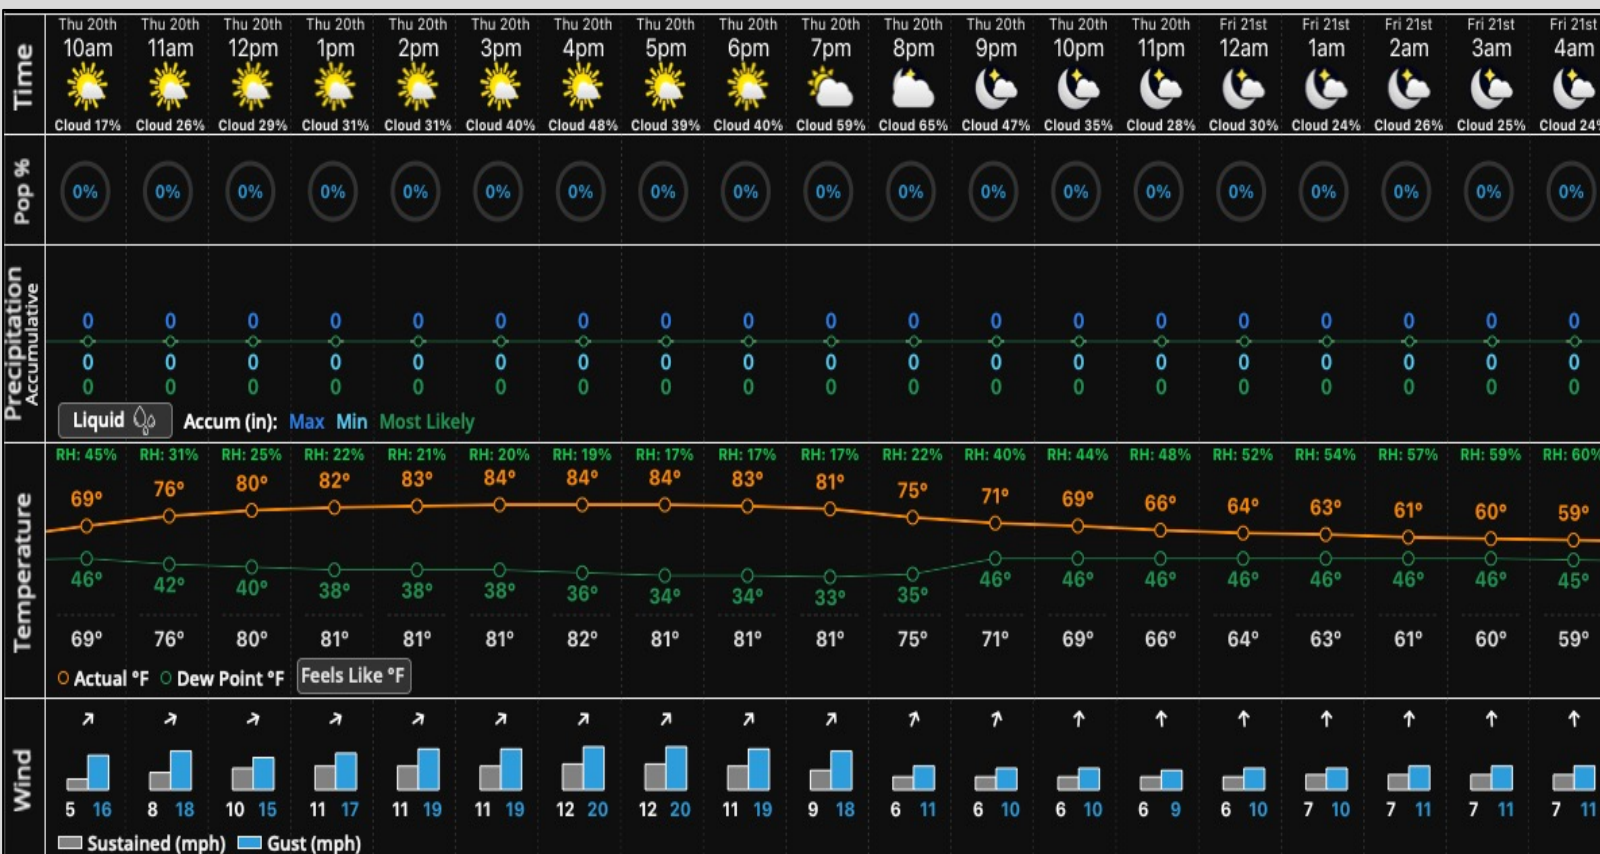 Thu 20th Thu 20th Thu 20th Thu 20th Thu 20th Thu 20th Thu 20th Thu 20th Thu 20th Thu 20th Thu 20th Thu 20th Thu 20th Thu 20th Fri 21st Fri 21st Fri 21st Fri 21st Fri 21st
Time
10am 11am 12pm 1pm 2pm 3pm 4pm 5pm 6pm 7pm 8pm 9pm 10pm 11pm 12am 1am 2am 3am 4am
Cloud 17% Cloud 26% Cloud 29% Cloud 31% Cloud 31% Cloud 40% Cloud 48% Cloud 39% Cloud 40% Cloud 59% Cloud 65% Cloud 47% Cloud 35% Cloud 28% Cloud 30% Cloud 24% Cloud 26% Cloud 25% Cloud 24%
Pop %
0% 0% 0% 0% 0% 0% 0% 0% 0% 0% 0% 0% 0% 0% 0% 0% 0% 0% 0%
Precipitation
Accumulative
0 0 0 0 0 0 0 0 0 0 0 0 0 0 0 0 0 0 0
0 0 0 0 0 0 0 0 0 0 0 0 0 0 0 0 0 0 0
0 0 0 0 0 0 0 0 0 0 0 0 0 0 0 0 0 0 0
Liquid Accum (in): Max Min Most Likely
Temperature
RH: 45% RH: 31% RH: 25% RH: 22% RH: 21% RH: 20% RH: 19% RH: 17% RH: 17% RH: 17% RH: 22% RH: 40% RH: 44% RH: 48% RH: 52% RH: 54% RH: 57% RH: 59% RH: 60%
69° 76° 80° 82° 83° 84° 84° 84° 83° 81° 75° 71° 69° 66° 64° 63° 61° 60° 59°
46° 42° 40° 38° 38° 38° 36° 34° 34° 33° 35° 46° 46° 46° 46° 46° 46° 46° 45°
69° 76° 80° 81° 81° 81° 82° 81° 81° 81° 75° 71° 69° 66° 64° 63° 61° 60° 59°
Actual °F Dew Point °F Feels Like °F
Wind
5 16 8 18 10 15 11 17 11 19 11 19 12 20 12 20 11 19 9 18 6 11 6 10 6 10 6 9 6 10 7 10 7 11 7 11 7 11
Sustained (mph) Gust (mph)